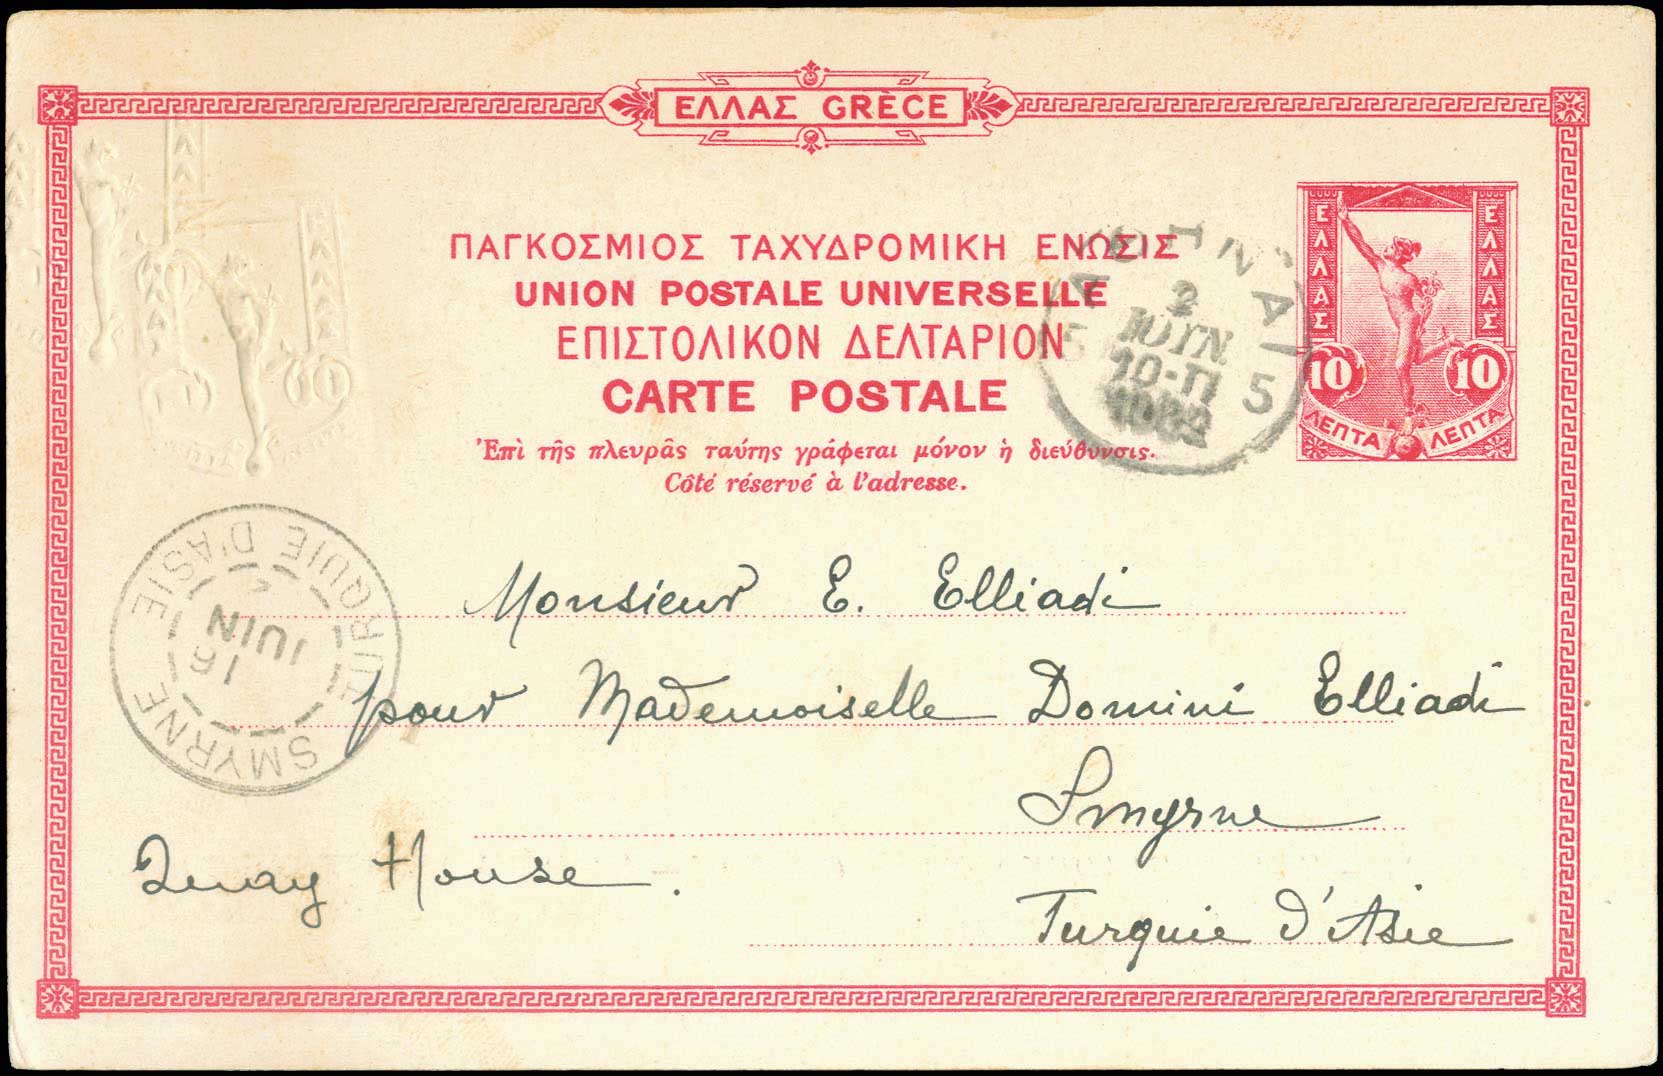 ΕΛΛΑΣ GRÈCE
ΠΑΓΚΟΣΜΙΟΣ ΤΑΧΥΔΡΟΜΙΚΗ ΕΝΩΣΙΣ
UNION POSTALE UNIVERSELLE
ΕΠΙΣΤΟΛΙΚΟΝ ΔΕΛΤΑΡΙΟΝ
CARTE POSTALE
Ἐπὶ τῆς πλευρᾶς ταύτης γράφεται μόνον ἡ διεύθυνσις.
Côté réservé à l'adresse.
ΕΛΛΑΣ ΕΛΛΑΣ
10 10
ΛΕΠΤΑ ΛΕΠΤΑ
ΑΘΗΝΑΙ
2
ΙΟΥΝ
10-Π
5 5
SMYRNE TURQUIE D'ASIE
JUIN
Monsieur E. Elliadi
pour Mademoiselle Domini Elliadi
Smyrne
Quay House.
Turquie d'Asie